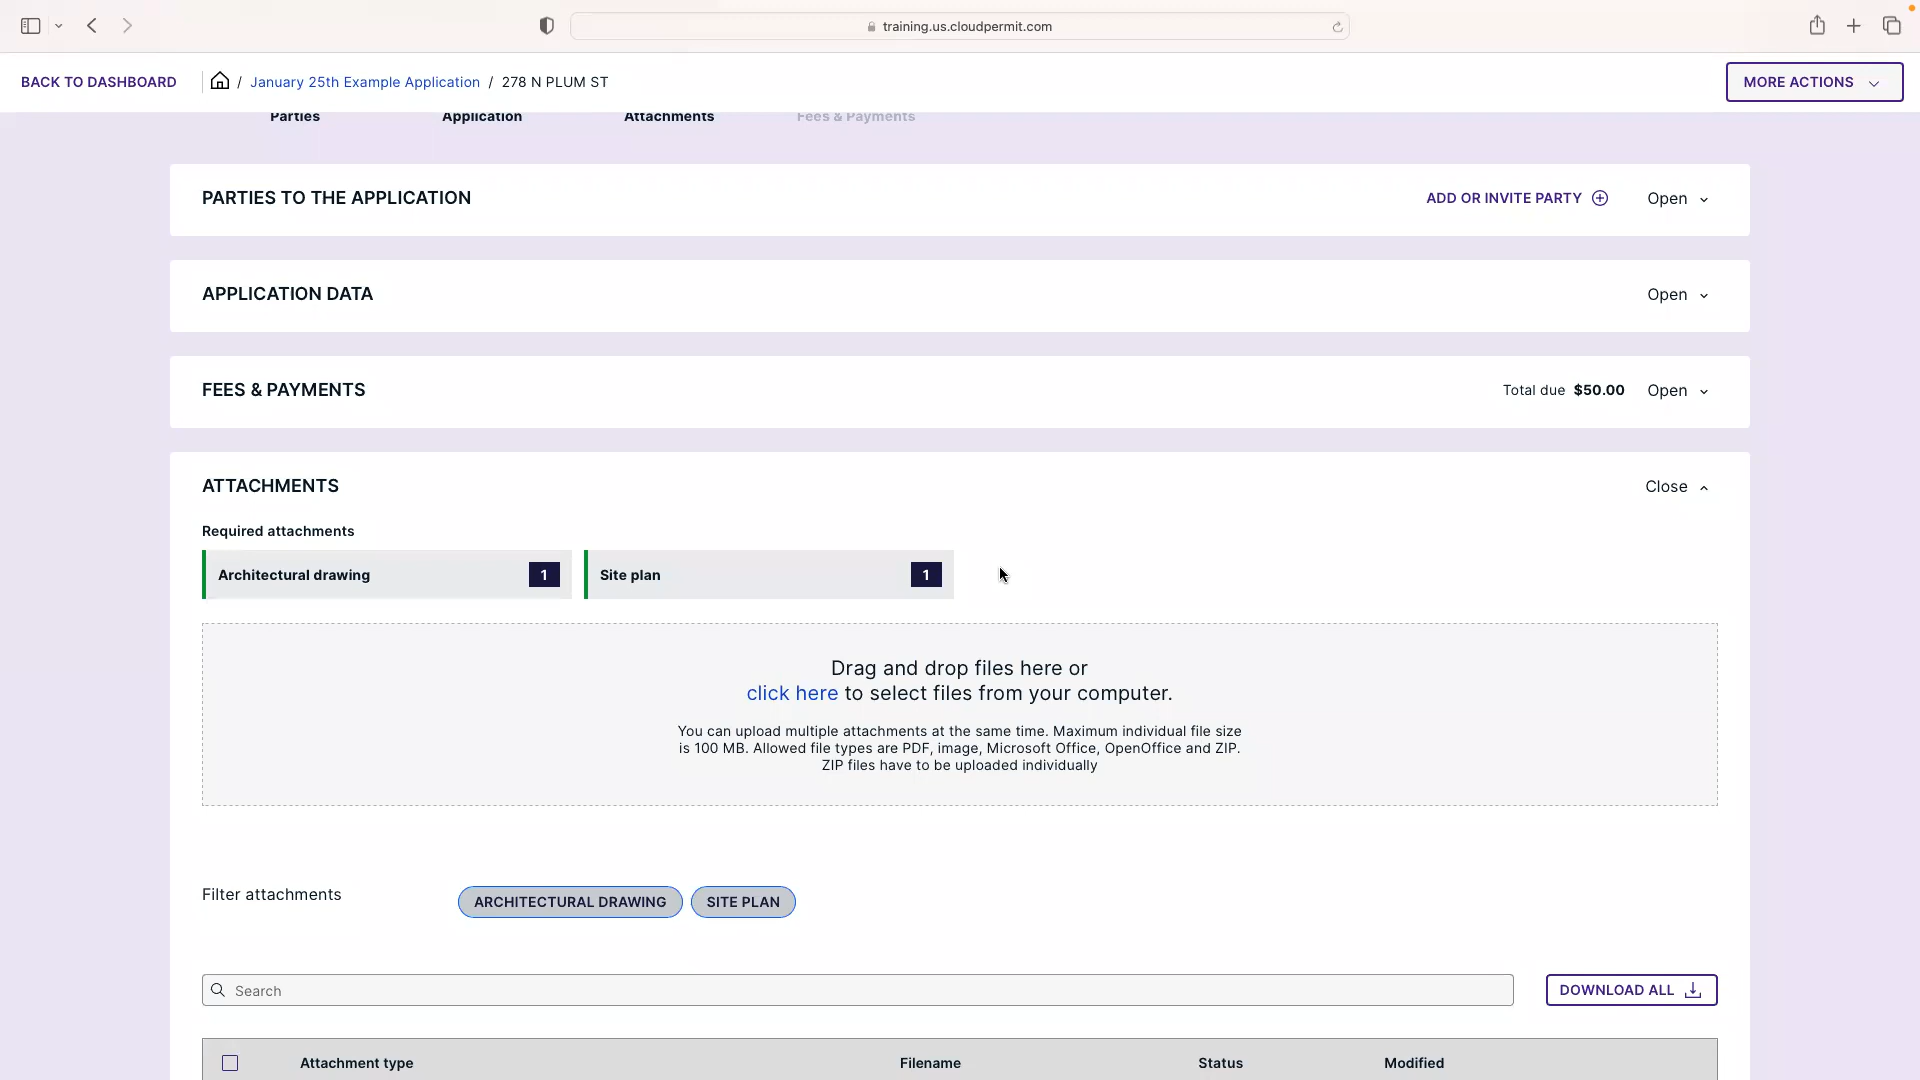 training.us.cloudpermit.com
BACK TO DASHBOARD / January 25th Example Application / 278 N PLUM ST MORE ACTIONS
Parties Application Attachments Fees & Payments
PARTIES TO THE APPLICATION ADD OR INVITE PARTY Open
APPLICATION DATA Open
FEES & PAYMENTS Total due $50.00 Open
ATTACHMENTS Close
Required attachments
Architectural drawing 1 Site plan 1
Drag and drop files here or
click here to select files from your computer.
You can upload multiple attachments at the same time. Maximum individual file size
is 100 MB. Allowed file types are PDF, image, Microsoft Office, OpenOffice and ZIP.
ZIP files have to be uploaded individually
Filter attachments ARCHITECTURAL DRAWING SITE PLAN
Search DOWNLOAD ALL
Attachment type Filename Status Modified